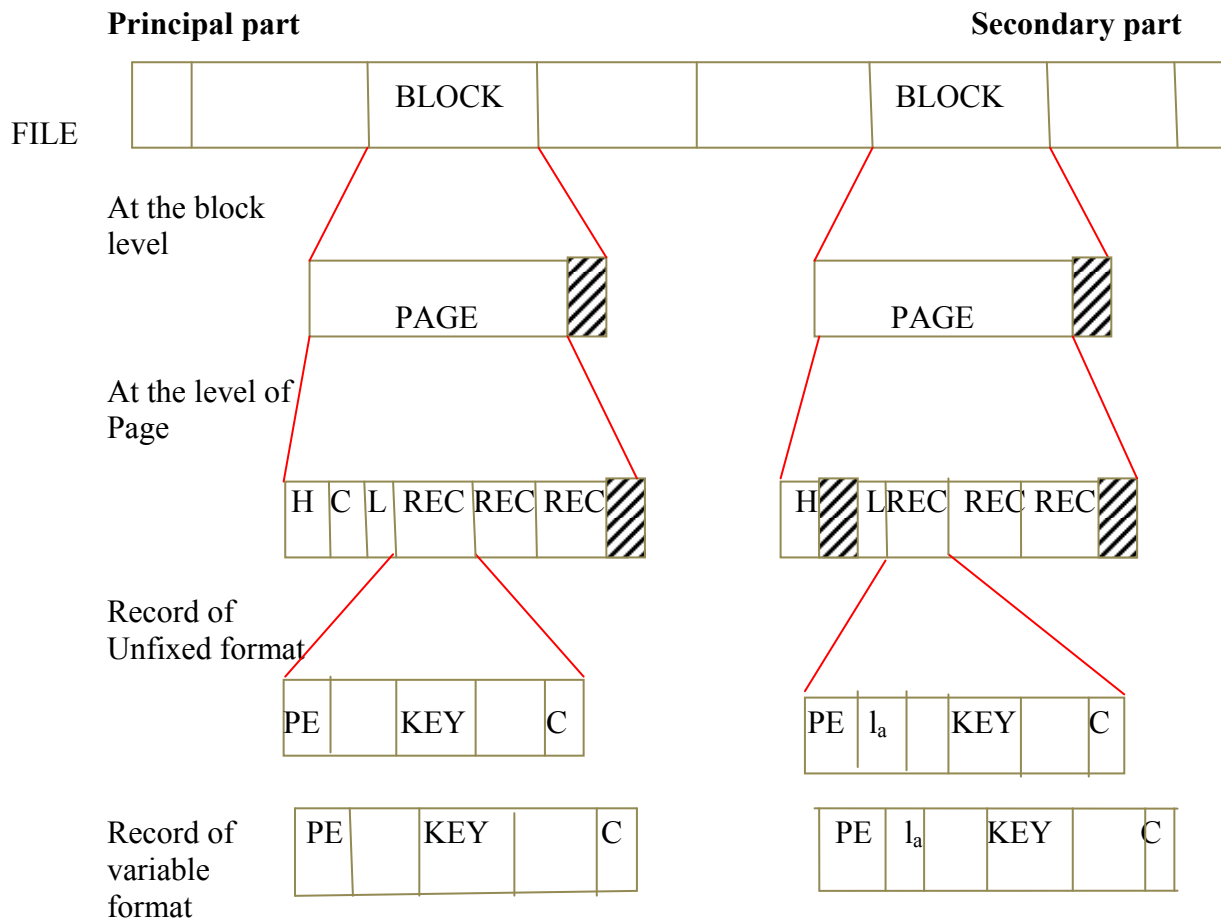 Principal part
Secondary part
BLOCK
BLOCK
FILE
At the block
level
PAGE
PAGE
At the level of
Page
H C L REC REC REC
H L REC REC REC
Record of
Unfixed format
PE KEY C
PE lₐ KEY C
Record of
variable
format
PE KEY C
PE lₐ KEY C